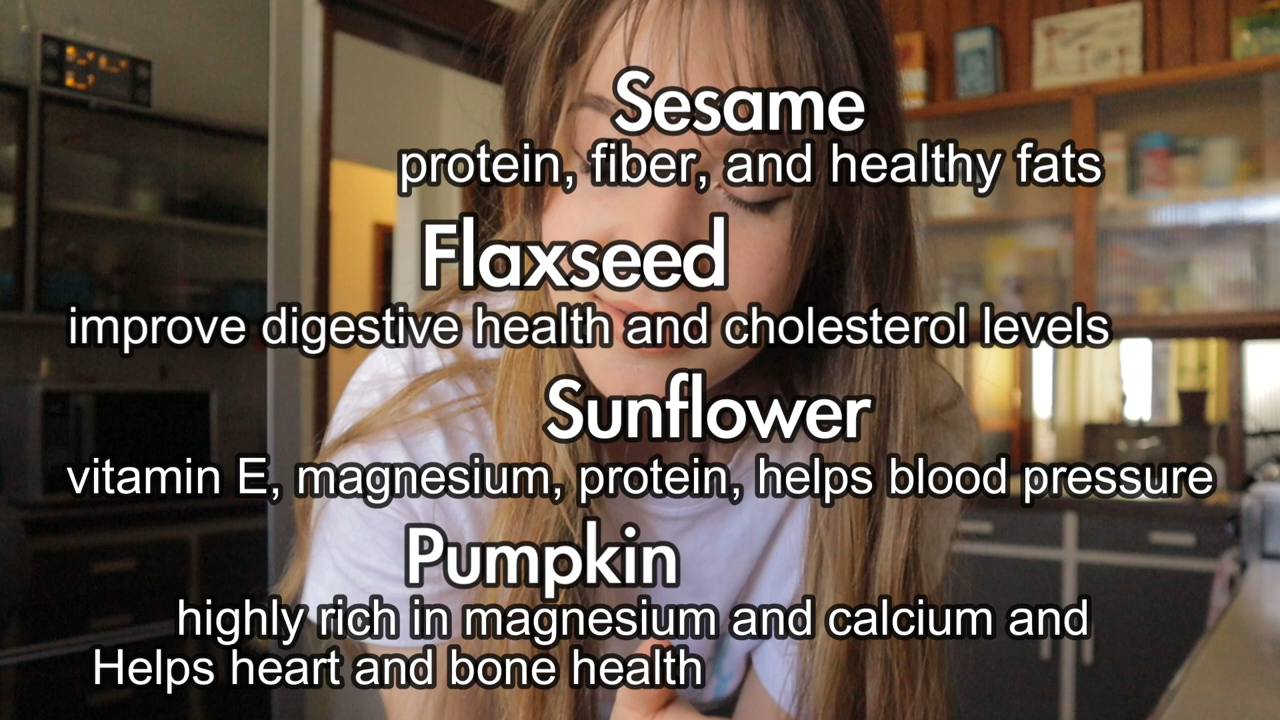 Sesame
protein, fiber, and healthy fats
Flaxseed
improve digestive health and cholesterol levels
Sunflower
vitamin E, magnesium, protein, helps blood pressure
Pumpkin
highly rich in magnesium and calcium and
Helps heart and bone health